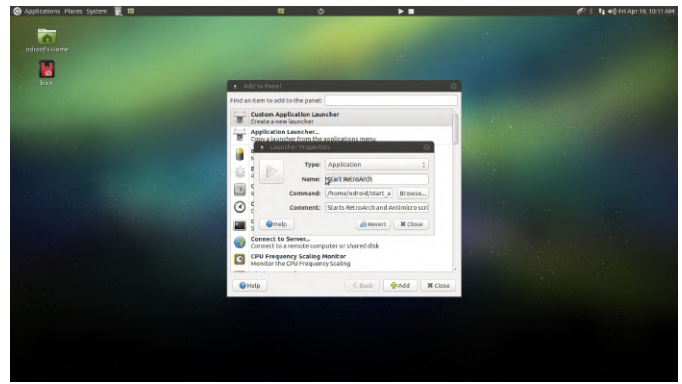 Applications Places System
Fri Apr 19, 10:11 AM
odroid's Home
Add to Panel
Find an item to add to the panel:
Custom Application Launcher
Create a new launcher
Application Launcher...
Copy a launcher from the applications menu
Launcher Properties
Type: Application
Name: Start RetroArch
Command: /home/odroid/start_a Browse...
Comment: Starts RetroArch and Antimicro scri
Help Revert Close
Connect to Server...
Connect to a remote computer or shared disk
CPU Frequency Scaling Monitor
Monitor the CPU Frequency Scaling
Help Back Add Close